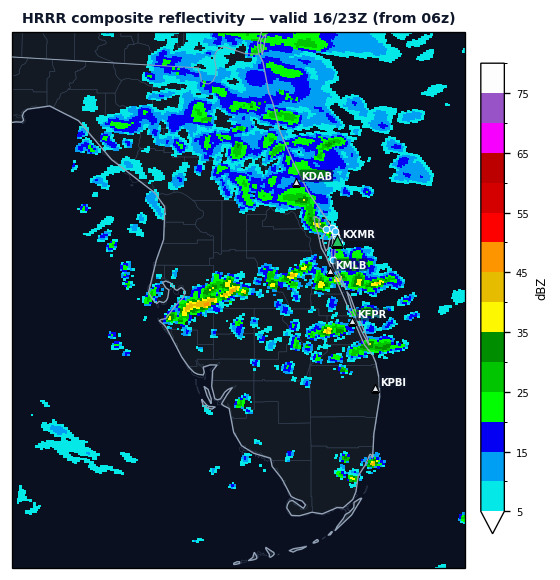 HRRR composite reflectivity — valid 16/23Z (from 06z)
KDAB
KXMR
KMLB
KFPR
KPBI
75
65
55
45
35
25
15
5
dBZ